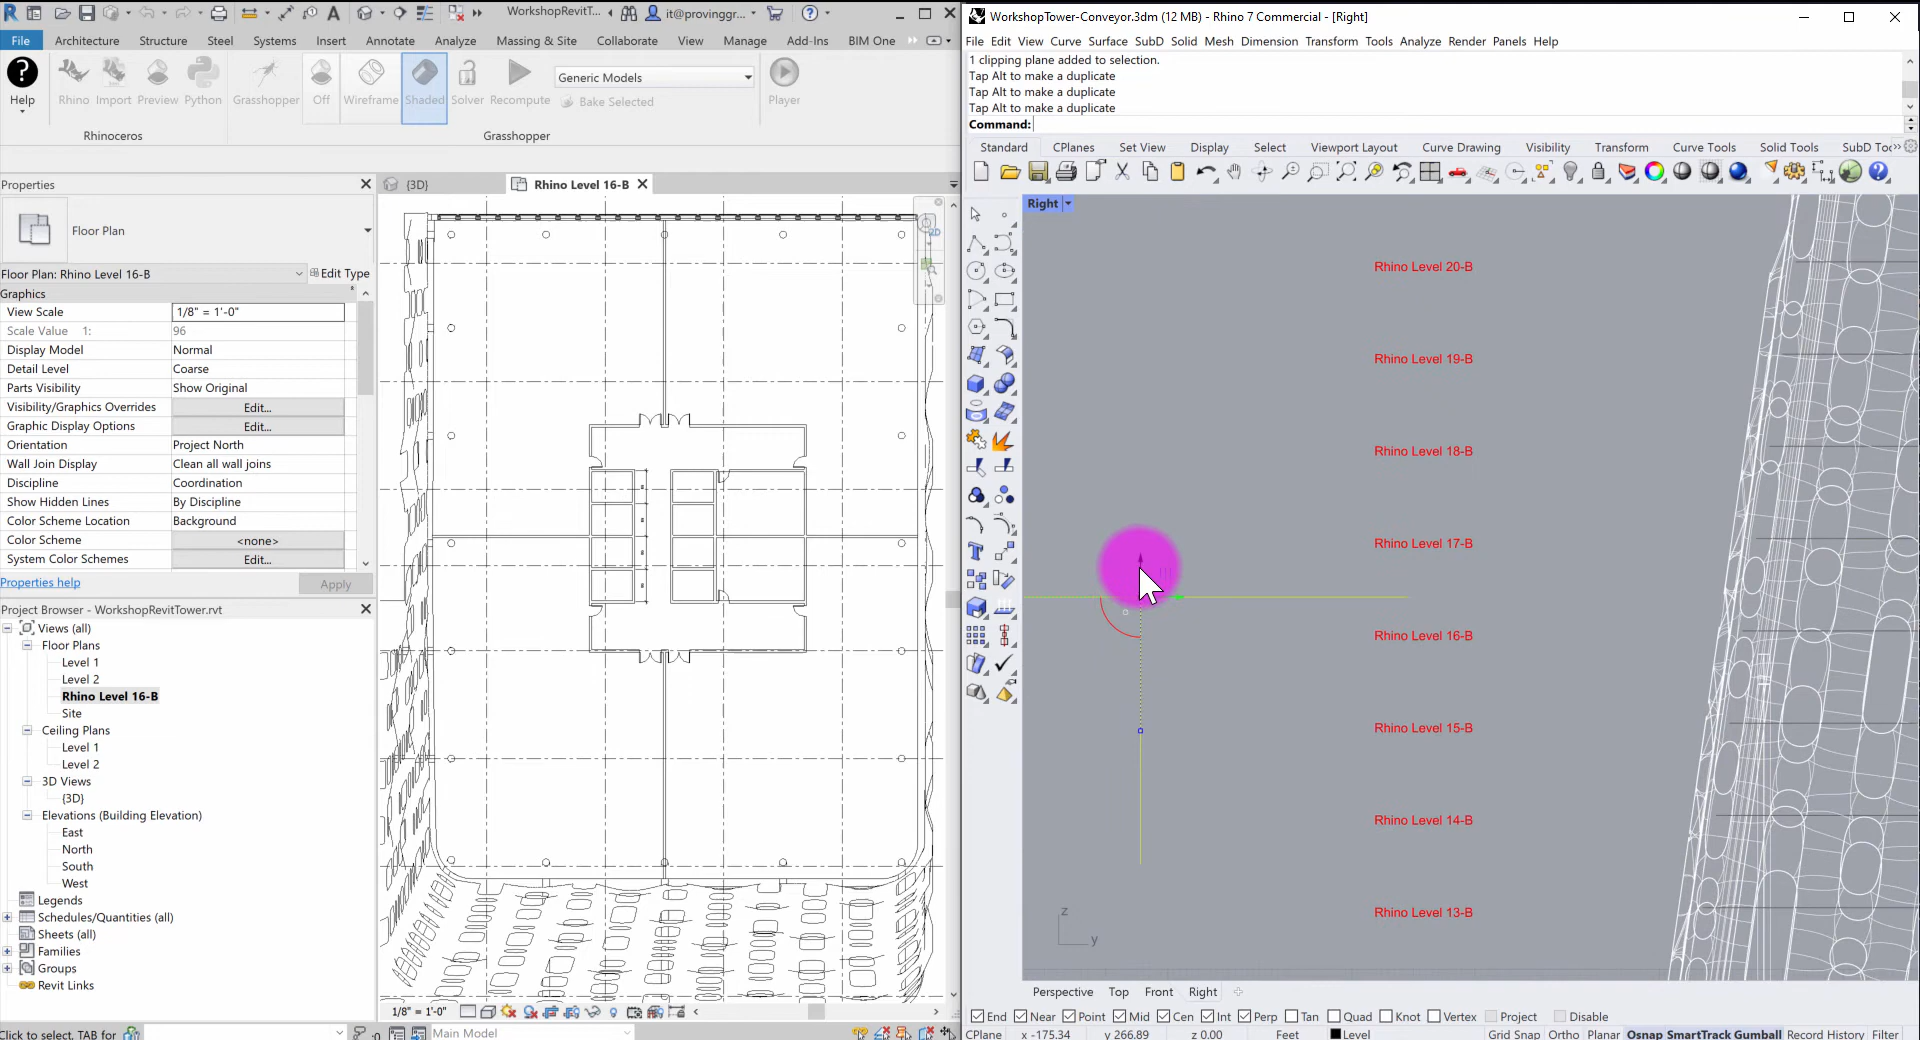 WorkshopRevitT...
it@provinggr...
File Architecture Structure Steel Systems Insert Annotate Analyze Massing & Site Collaborate View Manage Add-Ins BIM One
Help Rhino Import Preview Python Grasshopper Off Wireframe Shaded Solver Recompute Player
Generic Models
Bake Selected
Rhinoceros
Grasshopper
Properties
{3D}
Rhino Level 16-B
Floor Plan
Floor Plan: Rhino Level 16-B
Edit Type
Graphics
View Scale 1/8" = 1'-0"
Scale Value 1: 96
Display Model Normal
Detail Level Coarse
Parts Visibility Show Original
Visibility/Graphics Overrides Edit...
Graphic Display Options Edit...
Orientation Project North
Wall Join Display Clean all wall joins
Discipline Coordination
Show Hidden Lines By Discipline
Color Scheme Location Background
Color Scheme <none>
System Color Schemes Edit...
Properties help
Apply
Project Browser - WorkshopRevitTower.rvt
Views (all)
Floor Plans
Level 1
Level 2
Rhino Level 16-B
Site
Ceiling Plans
Level 1
Level 2
3D Views
{3D}
Elevations (Building Elevation)
East
North
South
West
Legends
Schedules/Quantities (all)
Sheets (all)
Families
Groups
Revit Links
2D
1/8" = 1'-0"
Click to select, TAB for
:0
Main Model
WorkshopTower-Conveyor.3dm (12 MB) - Rhino 7 Commercial - [Right]
File Edit View Curve Surface SubD Solid Mesh Dimension Transform Tools Analyze Render Panels Help
1 clipping plane added to selection.
Tap Alt to make a duplicate
Tap Alt to make a duplicate
Tap Alt to make a duplicate
Command:
Standard CPlanes Set View Display Select Viewport Layout Curve Drawing Visibility Transform Curve Tools Solid Tools SubD Too
Right
Rhino Level 20-B
Rhino Level 19-B
Rhino Level 18-B
Rhino Level 17-B
Rhino Level 16-B
Rhino Level 15-B
Rhino Level 14-B
Rhino Level 13-B
z
y
Perspective Top Front Right
End Near Point Mid Cen Int Perp Tan Quad Knot Vertex Project Disable
CPlane x -175.34 y 266.89 z 0.00 Feet Level Grid Snap Ortho Planar Osnap SmartTrack Gumball Record History Filter